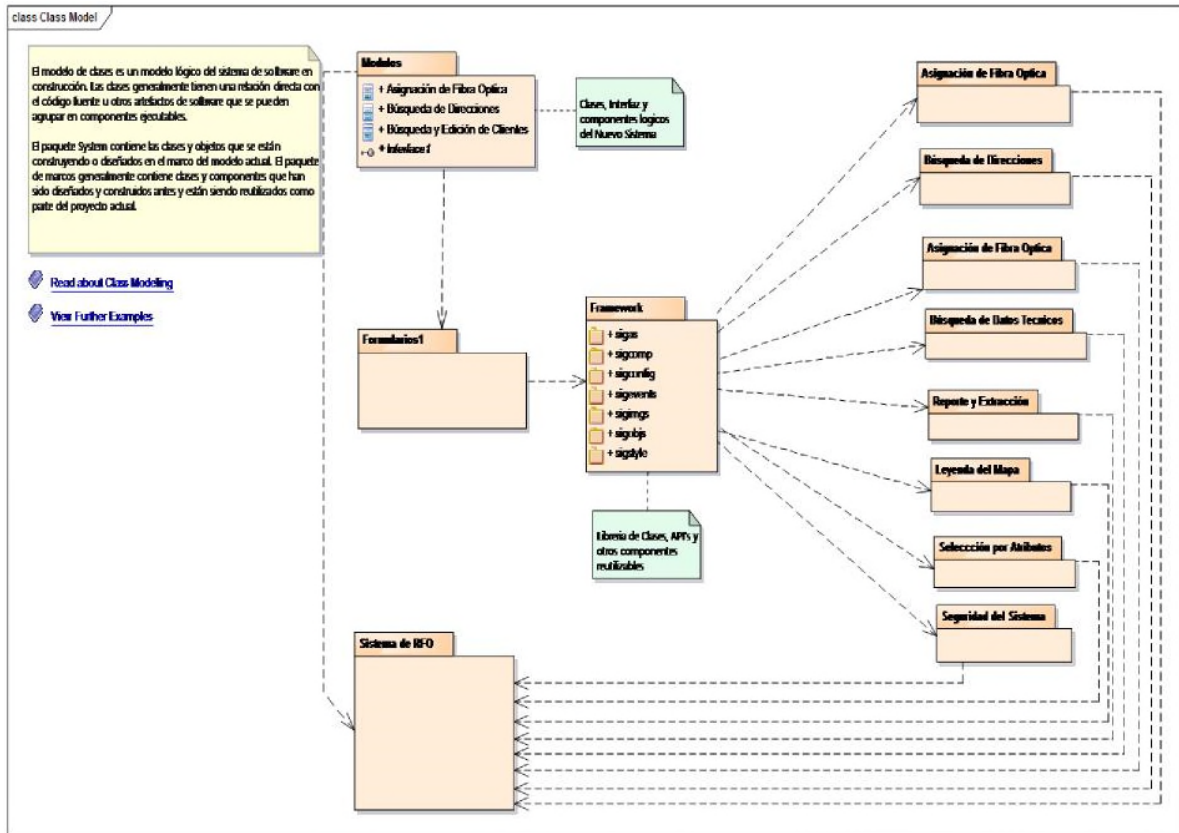 class Class Model
El modelo de clases es un modelo lógico del sistema de software en
construcción. Las clases generalmente tienen una relación directa con
el código fuente u otros artefactos de software que se pueden
agrupar en componentes ejecutables.
El paquete System contiene las clases y objetos que se están
construyendo o diseñados en el marco del modelo actual. El paquete
de marcos generalmente contiene clases y componentes que han
sido diseñados y construidos antes y están siendo reutilizados como
parte del proyecto actual.
Read about Class Modeling
View Further Examples
Modulos
+ Asignación de Fibra Optica
+ Búsqueda de Direcciones
+ Búsqueda y Edición de Clientes
+ Interface1
Clases, Interfaz y
componentes logicos
del Nuevo Sistema
Formularios1
Framework
+ sigas
+ sigcomp
+ sigconfig
+ sigevents
+ sigimgs
+ sigobjs
+ sigstyle
Libreria de Clases, API's y
otros componentes
reutilizables
Asignación de Fibra Optica
Búsqueda de Direcciones
Asignación de Fibra Optica
Búsqueda de Datos Tecnicos
Reporte y Extracción
Leyenda del Mapa
Seleccción por Atributos
Seguridad del Sistema
Sistema de RFO